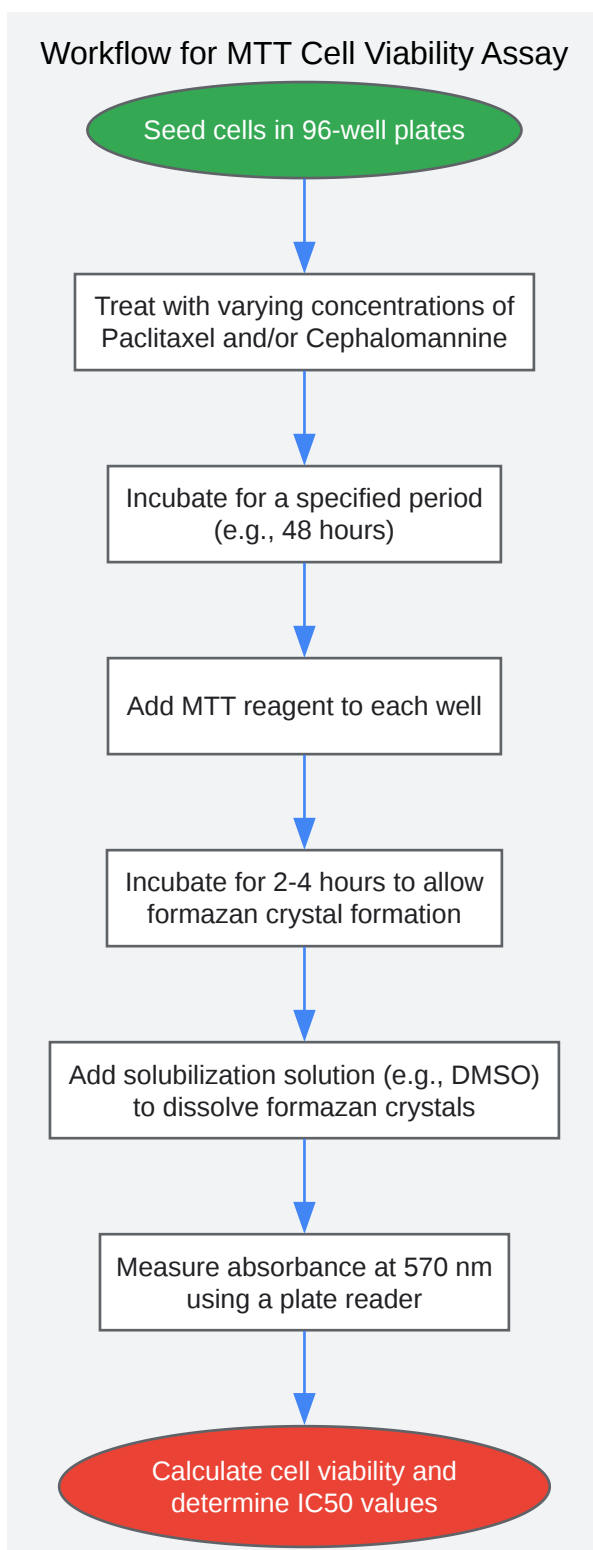 Workflow for MTT Cell Viability Assay
Seed cells in 96-well plates
Treat with varying concentrations of
Paclitaxel and/or Cephalomannine
Incubate for a specified period
(e.g., 48 hours)
Add MTT reagent to each well
Incubate for 2-4 hours to allow
formazan crystal formation
Add solubilization solution (e.g., DMSO)
to dissolve formazan crystals
Measure absorbance at 570 nm
using a plate reader
Calculate cell viability and
determine IC50 values